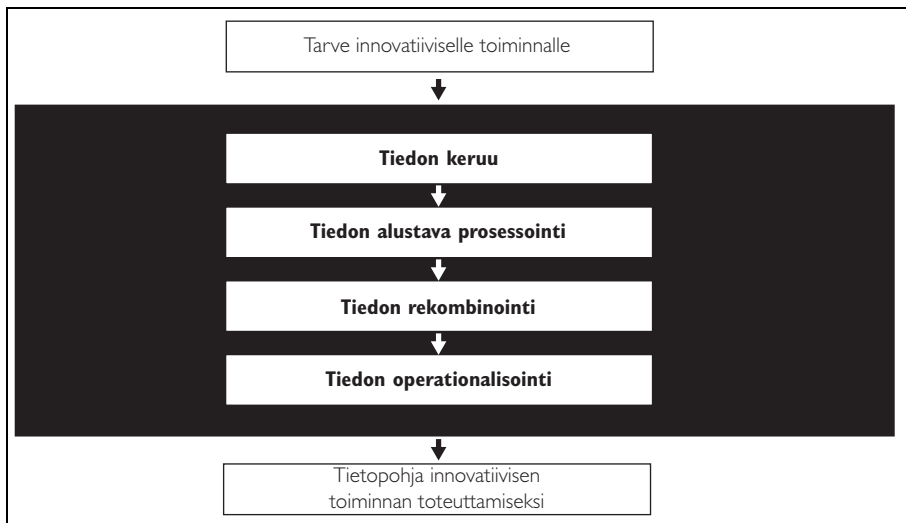 Tarve innovatiiviselle toiminnalle
Tiedon keruu
Tiedon alustava prosessointi
Tiedon rekombinointi
Tiedon operationalisointi
Tietopohja innovatiivisen
toiminnan toteuttamiseksi